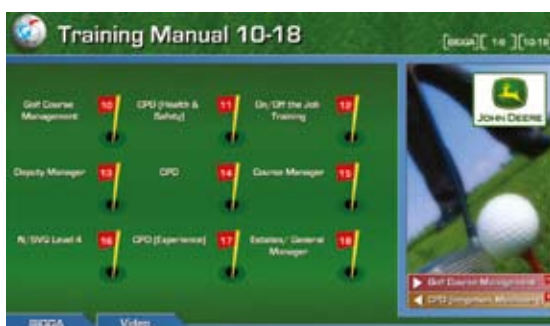 Training Manual 10-18
[BIGGA][ 1-9 ][10-18]
Golf Course
Management
10
CPD (Health &
Safety)
11
On/Off the Job
Training
12
JOHN DEERE
Deputy Manager
13
CPD
14
Course Manager
15
N/SVQ Level 4
16
CPD (Experience)
17
Estates/ General
Manager
18
Golf Course Management
CPD
BIGGA
Video